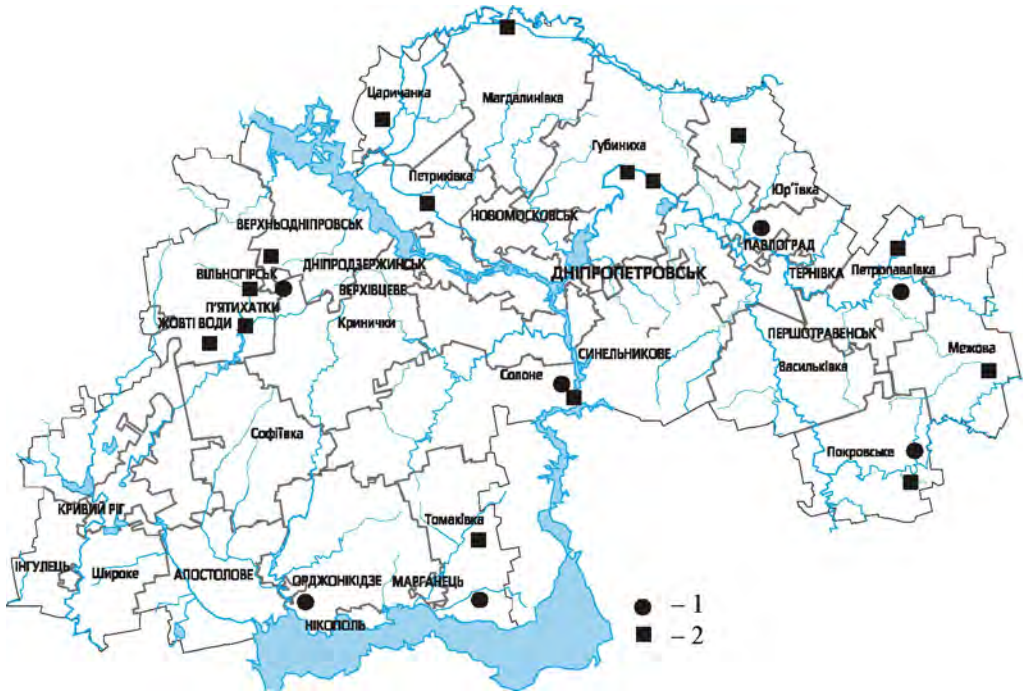 Царичанка
Магдалинівка
Губиниха
Петриківка
Юр'ївка
НОВОМОСКОВСЬК
ВЕРХНЬОДНІПРОВСЬК
ПАВЛОГРАД
ДНІПРОДЗЕРЖИНСЬК
ДНІПРОПЕТРОВСЬК
ТЕРНІВКА
Петропавлівка
ВІЛЬНОГІРСЬК
ВЕРХІВЦЕВЕ
П'ЯТИХАТКИ
Кринички
ЖОВТІ ВОДИ
ПЕРШОТРАВЕНСЬК
Межова
СИНЕЛЬНИКОВЕ
Солоне
Васильківка
Софіївка
Покровське
КРИВИЙ РІГ
Томаківка
ІНГУЛЕЦЬ
Широке
АПОСТОЛОВЕ
ОРДЖОНІКІДЗЕ
МАРГАНЕЦЬ
НІКОПОЛЬ
– 1
– 2